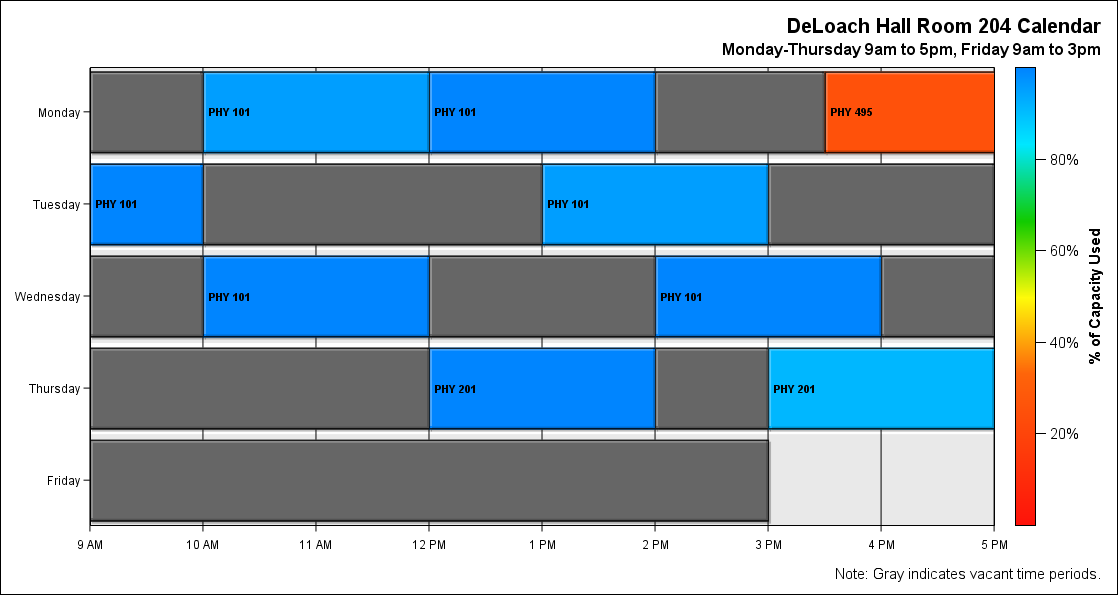 DeLoach Hall Room 204 Calendar
Monday-Thursday 9am to 5pm, Friday 9am to 3pm
Monday
PHY 101
PHY 101
PHY 495
Tuesday
PHY 101
PHY 101
Wednesday
PHY 101
PHY 101
Thursday
PHY 201
PHY 201
Friday
9 AM
10 AM
11 AM
12 PM
1 PM
2 PM
3 PM
4 PM
5 PM
80%
60%
40%
20%
% of Capacity Used
Note: Gray indicates vacant time periods.